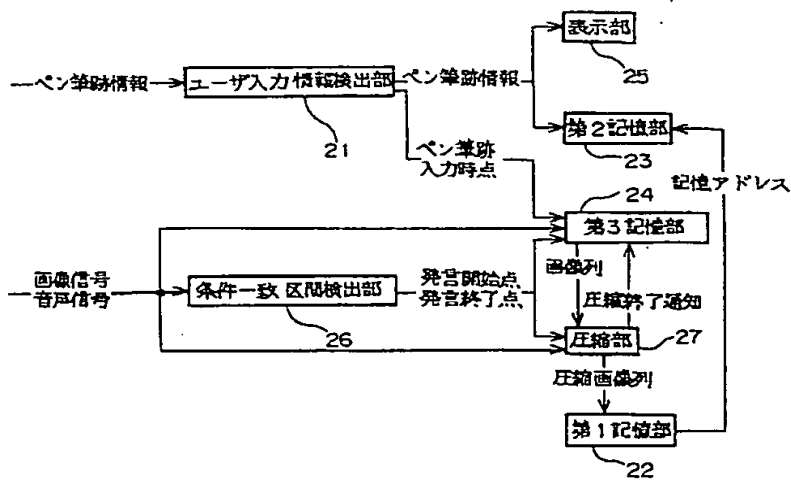 表示部
25
ペン筆跡情報
ユーザ入力情報検出部
21
ペン筆跡情報
第2記憶部
23
ペン筆跡
入力時点
記憶アドレス
24
第3記憶部
画像信号
音声信号
条件一致区間検出部
26
発言開始点、
発言終了点、
画像列
圧縮終了通知
圧縮部
27
圧縮画像列
第1記憶部
22